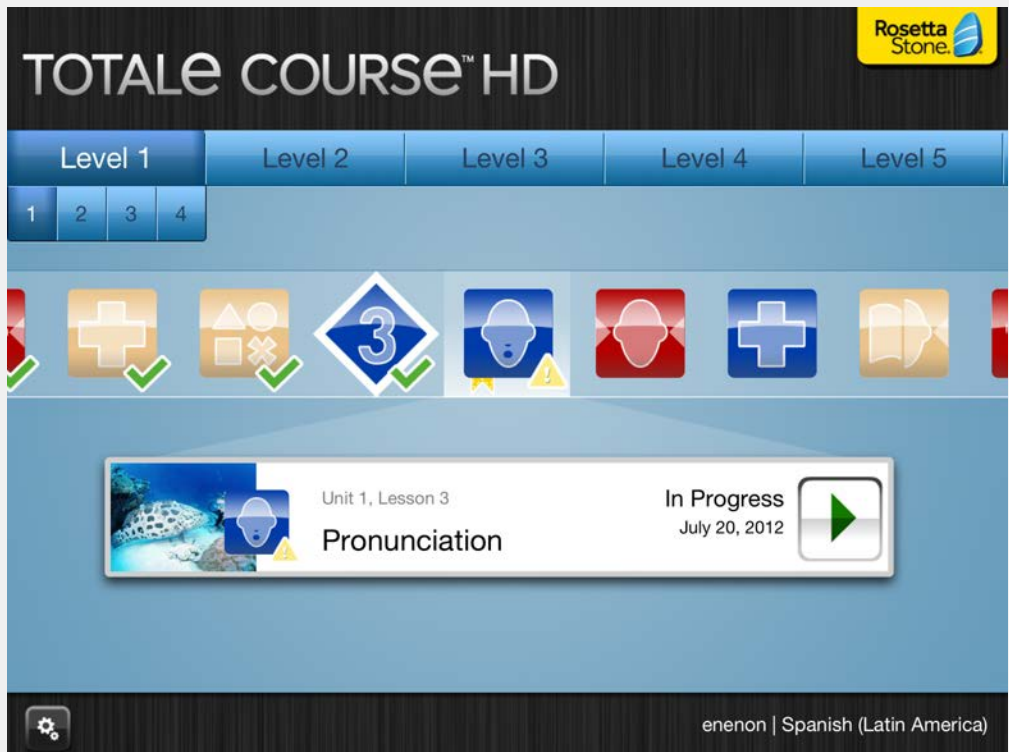 Rosetta
Stone.
TOTALe COURSe™ HD
Level 1 Level 2 Level 3 Level 4 Level 5
1 2 3 4
3
Unit 1, Lesson 3
Pronunciation
In Progress
July 20, 2012
enenon | Spanish (Latin America)